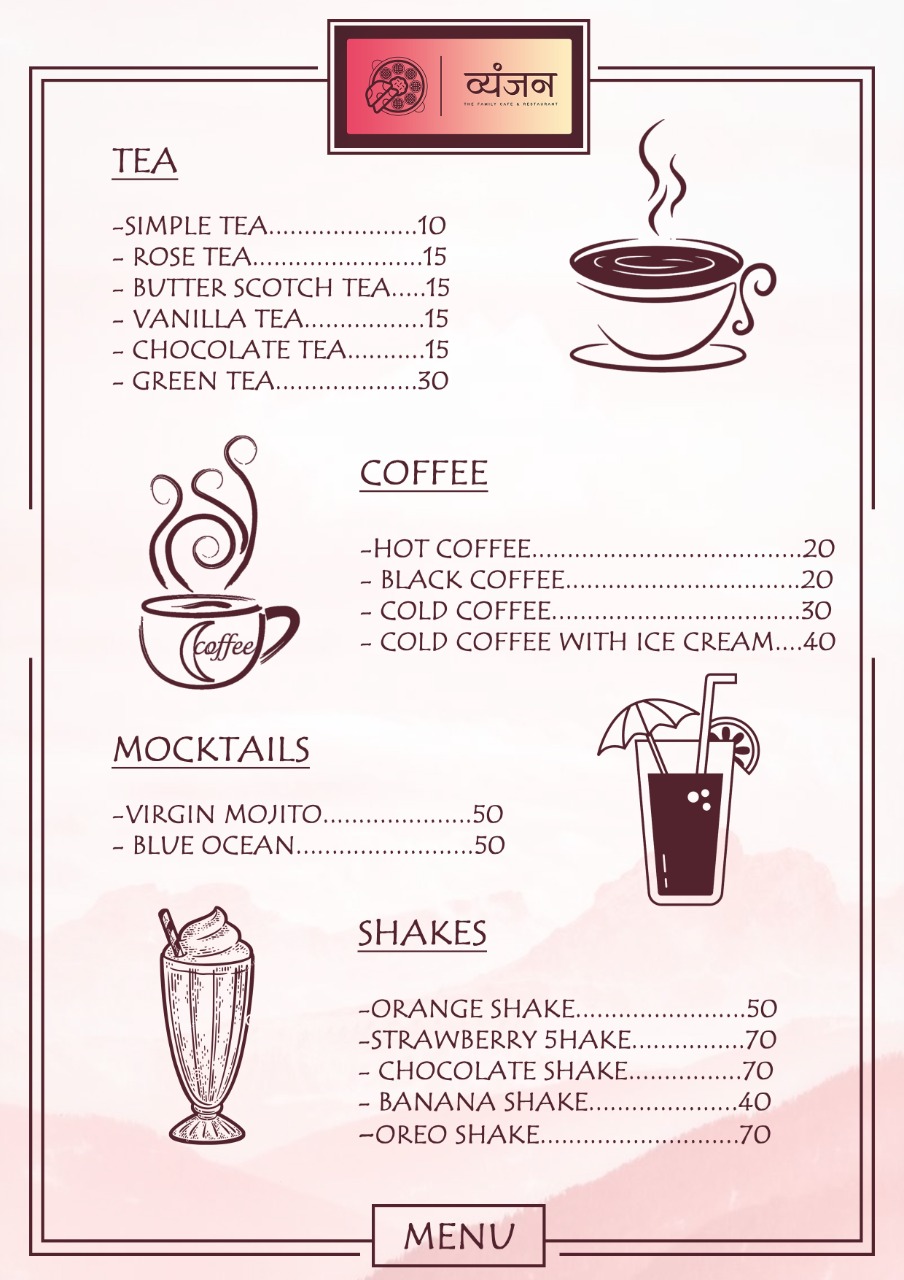 व्यंजन
THE FAMILY CAFE & RESTAURANT
TEA
-SIMPLE TEA.....................10
- ROSE TEA........................15
- BUTTER SCOTCH TEA.....15
- VANILLA TEA.................15
- CHOCOLATE TEA...........15
- GREEN TEA....................30
COFFEE
-HOT COFFEE......................................20
- BLACK COFFEE.................................20
- COLD COFFEE...................................30
- COLD COFFEE WITH ICE CREAM....40
coffee
MOCKTAILS
-VIRGIN MOJITO.....................50
- BLUE OCEAN.........................50
SHAKES
-ORANGE SHAKE........................50
-STRAWBERRY 5HAKE................70
- CHOCOLATE SHAKE................70
- BANANA SHAKE.....................40
-OREO SHAKE............................70
MENU